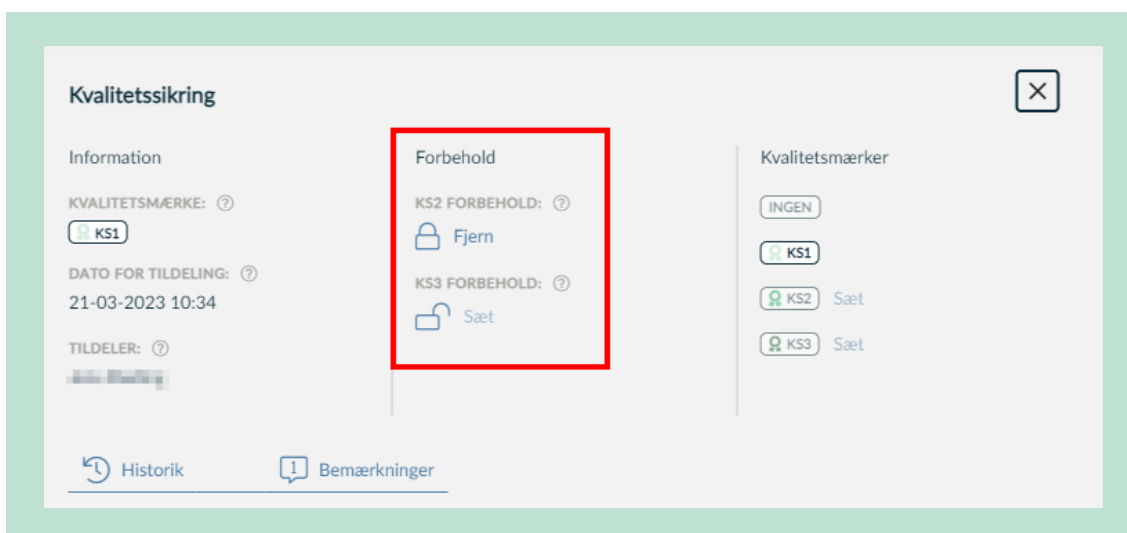 Kvalitetssikring
Information
KVALITETSMÆRKE:
KS1
DATO FOR TILDELING:
21-03-2023 10:34
TILDELER:
Forbehold
KS2 FORBEHOLD:
Fjern
KS3 FORBEHOLD:
Sæt
Kvalitetsmærker
INGEN
KS1
KS2 Sæt
KS3 Sæt
Historik
1 Bemærkninger